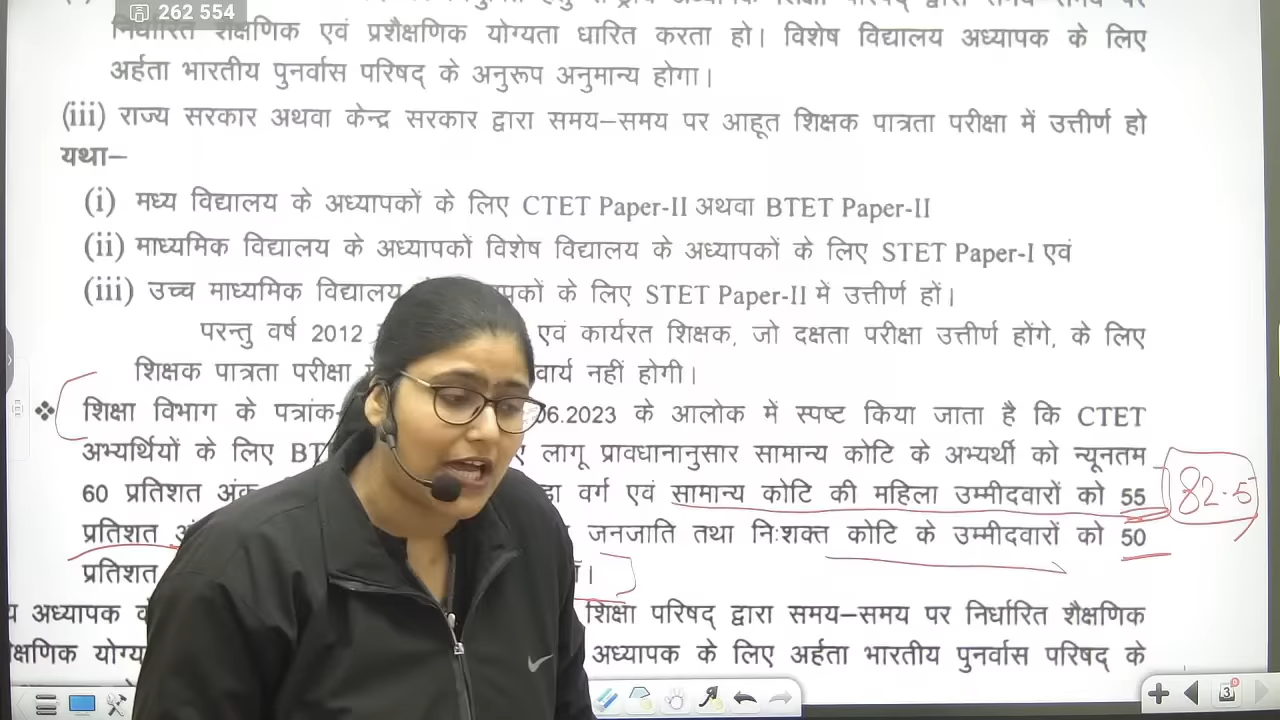 262 554
निर्धारित शैक्षणिक एवं प्रशैक्षणिक योग्यता धारित करता हो। विशेष विद्यालय अध्यापक के लिए
अर्हता भारतीय पुनर्वास परिषद् के अनुरूप अनुमान्य होगा।
(iii) राज्य सरकार अथवा केन्द्र सरकार द्वारा समय–समय पर आहूत शिक्षक पात्रता परीक्षा में उत्तीर्ण हो
यथा–
(i) मध्य विद्यालय के अध्यापकों के लिए CTET Paper-II अथवा BTET Paper-II
(ii) माध्यमिक विद्यालय के अध्यापकों विशेष विद्यालय के अध्यापकों के लिए STET Paper-I एवं
(iii) उच्च माध्यमिक विद्यालय के लिए STET Paper-II में उत्तीर्ण हों।
परन्तु वर्ष 2012 एवं कार्यरत शिक्षक, जो दक्षता परीक्षा उत्तीर्ण होंगे, के लिए
शिक्षक पात्रता परीक्षा नहीं होगी।
❖ शिक्षा विभाग के पत्रांक- 06.2023 के आलोक में स्पष्ट किया जाता है कि CTET
अभ्यर्थियों के लिए लागू प्रावधानानुसार सामान्य कोटि के अभ्यर्थी को न्यूनतम
60 प्रतिशत अंक वर्ग एवं सामान्य कोटि की महिला उम्मीदवारों को 55
82.5
प्रतिशत जनजाति तथा निःशक्त कोटि के उम्मीदवारों को 50
प्रतिशत
अध्यापक शिक्षा परिषद् द्वारा समय–समय पर निर्धारित शैक्षणिक
अध्यापक के लिए अर्हता भारतीय पुनर्वास परिषद् के
3